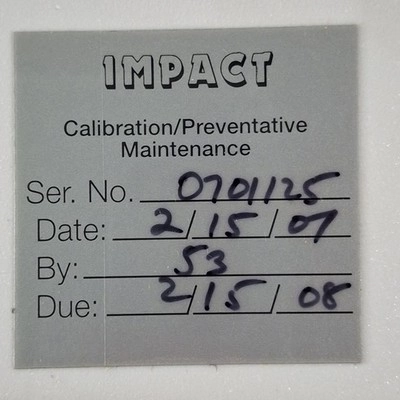 IMPACT
Calibration/Preventative
Maintenance
Ser. No. 0701125
Date: 2/15/07
By: 53
Due: 2/15/08